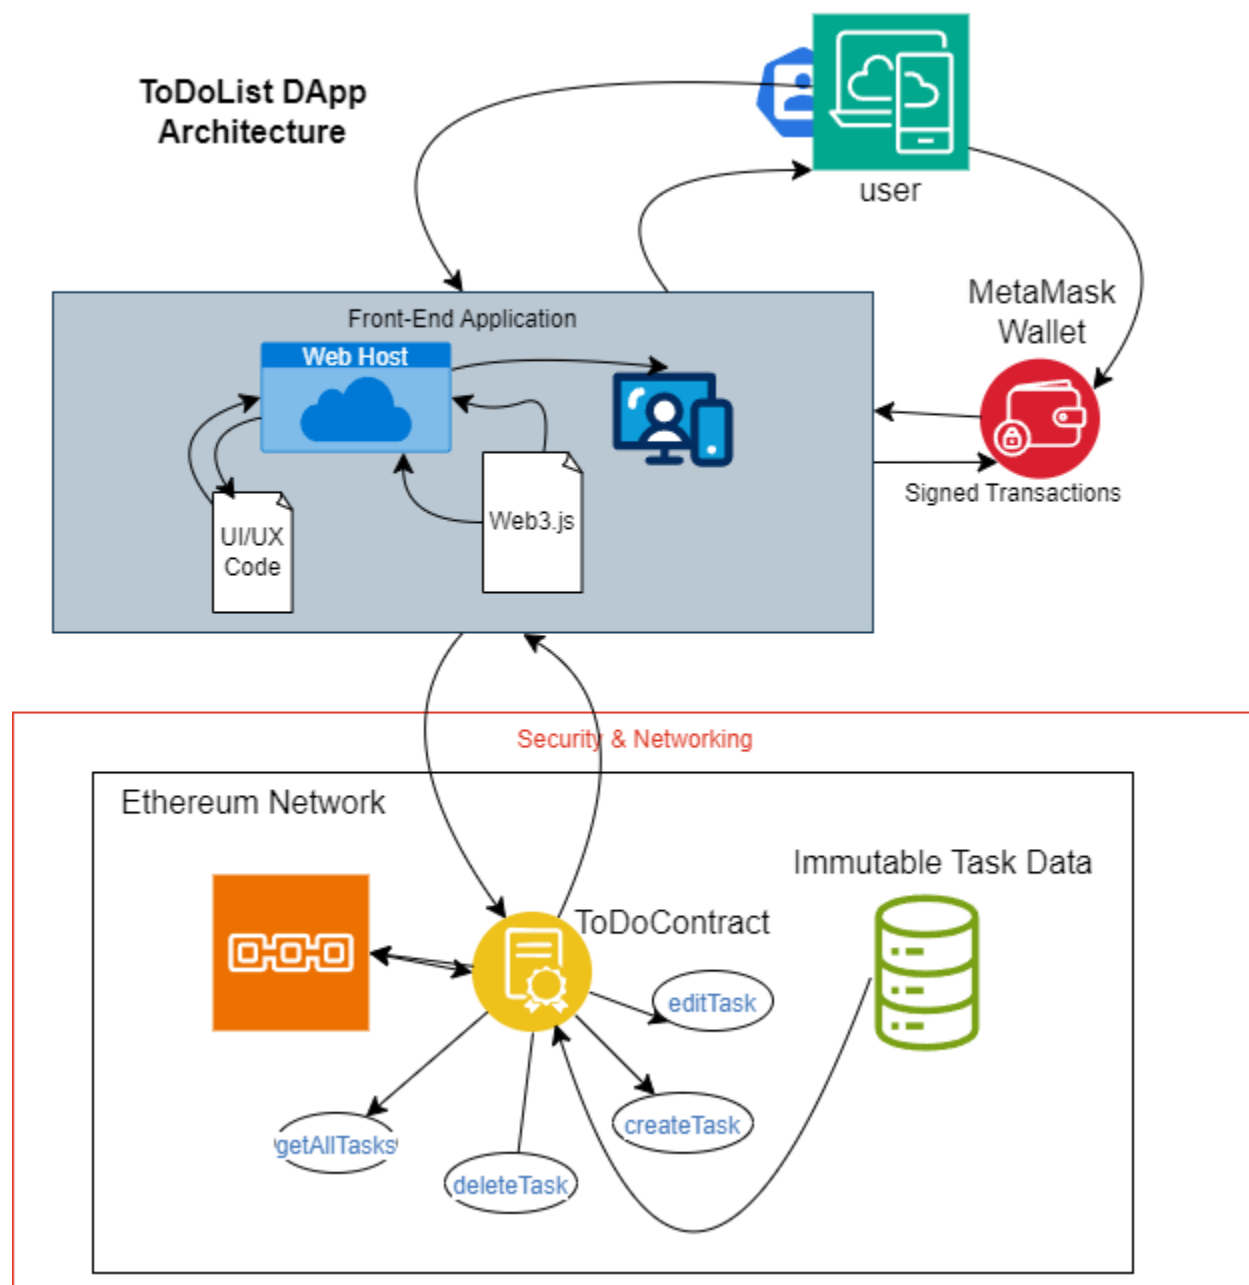 ToDoList DApp
Architecture
user
MetaMask
Wallet
Front-End Application
Web Host
Signed Transactions
Web3.js
UI/UX
Code
Security & Networking
Ethereum Network
Immutable Task Data
ToDoContract
editTask
createTask
getAllTasks
deleteTask